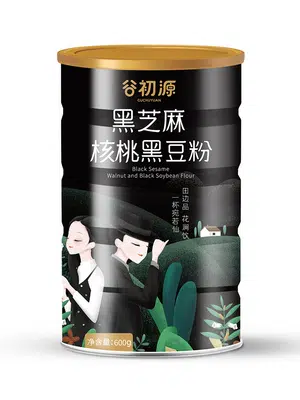 谷初源
GUCHUYUAN
黑芝麻
核桃黑豆粉
Black Sesame
Walnut and Black Soybean Flour
田边品 花澜饮
一杯宛若仙
净含量:600g